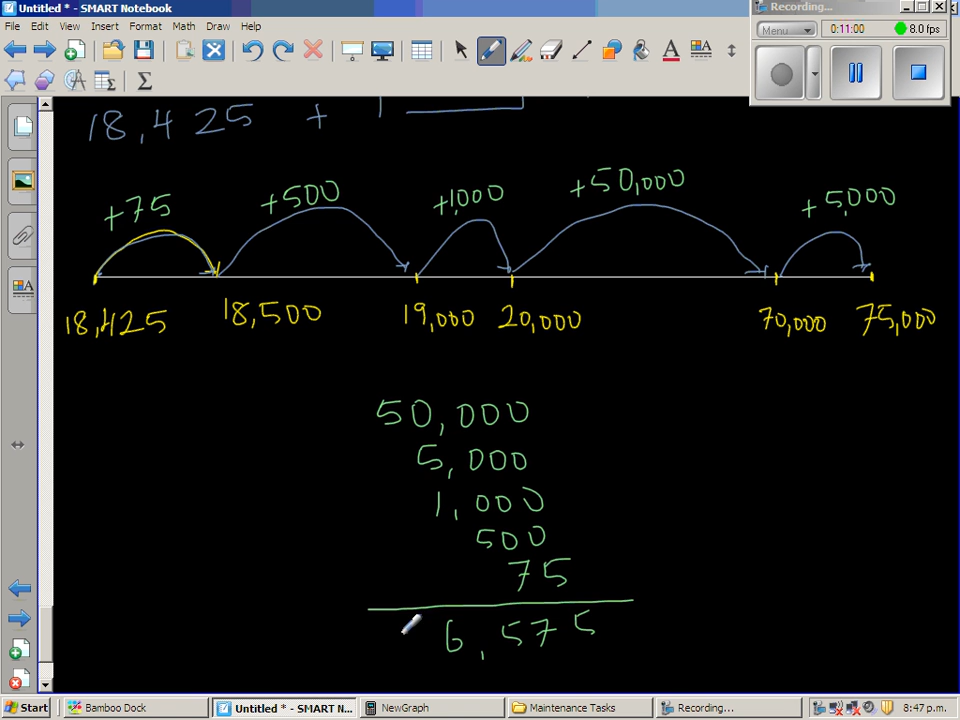 Untitled * - SMART Notebook
File Edit View Insert Format Math Draw Help
Recording...
Menu
0:11:00
8.0 fps
18,425 +
+75 +500 +1,000 +50,000 +5,000
18,425 18,500 19,000 20,000 70,000 75,000
50,000
5,000
1,000
500
75
6,575
Start
Bamboo Dock
Untitled * - SMART N...
NewGraph
Maintenance Tasks
Recording...
8:47 p.m.